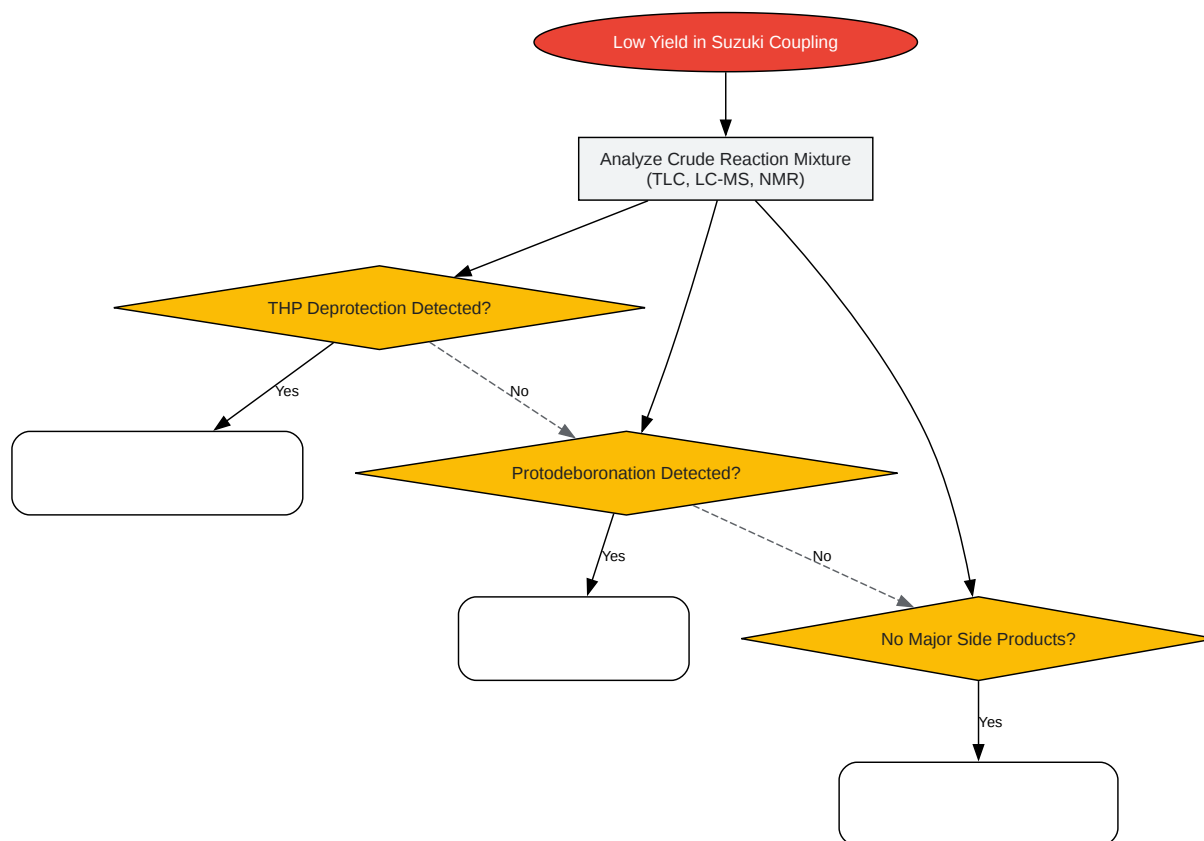 Low Yield in Suzuki Coupling
Analyze Crude Reaction Mixture
(TLC, LC-MS, NMR)
THP Deprotection Detected?
Yes
No
Protodeboronation Detected?
Yes
No
No Major Side Products?
Yes